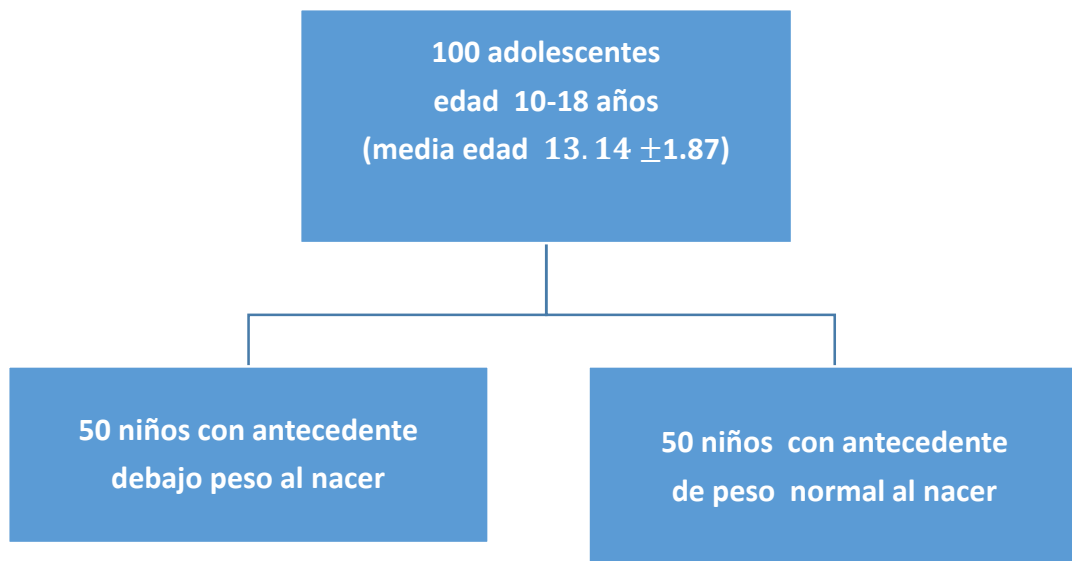 100 adolescentes
edad 10-18 años
(media edad 13.14 ±1.87)
50 niños con antecedente
debajo peso al nacer
50 niños con antecedente
de peso normal al nacer